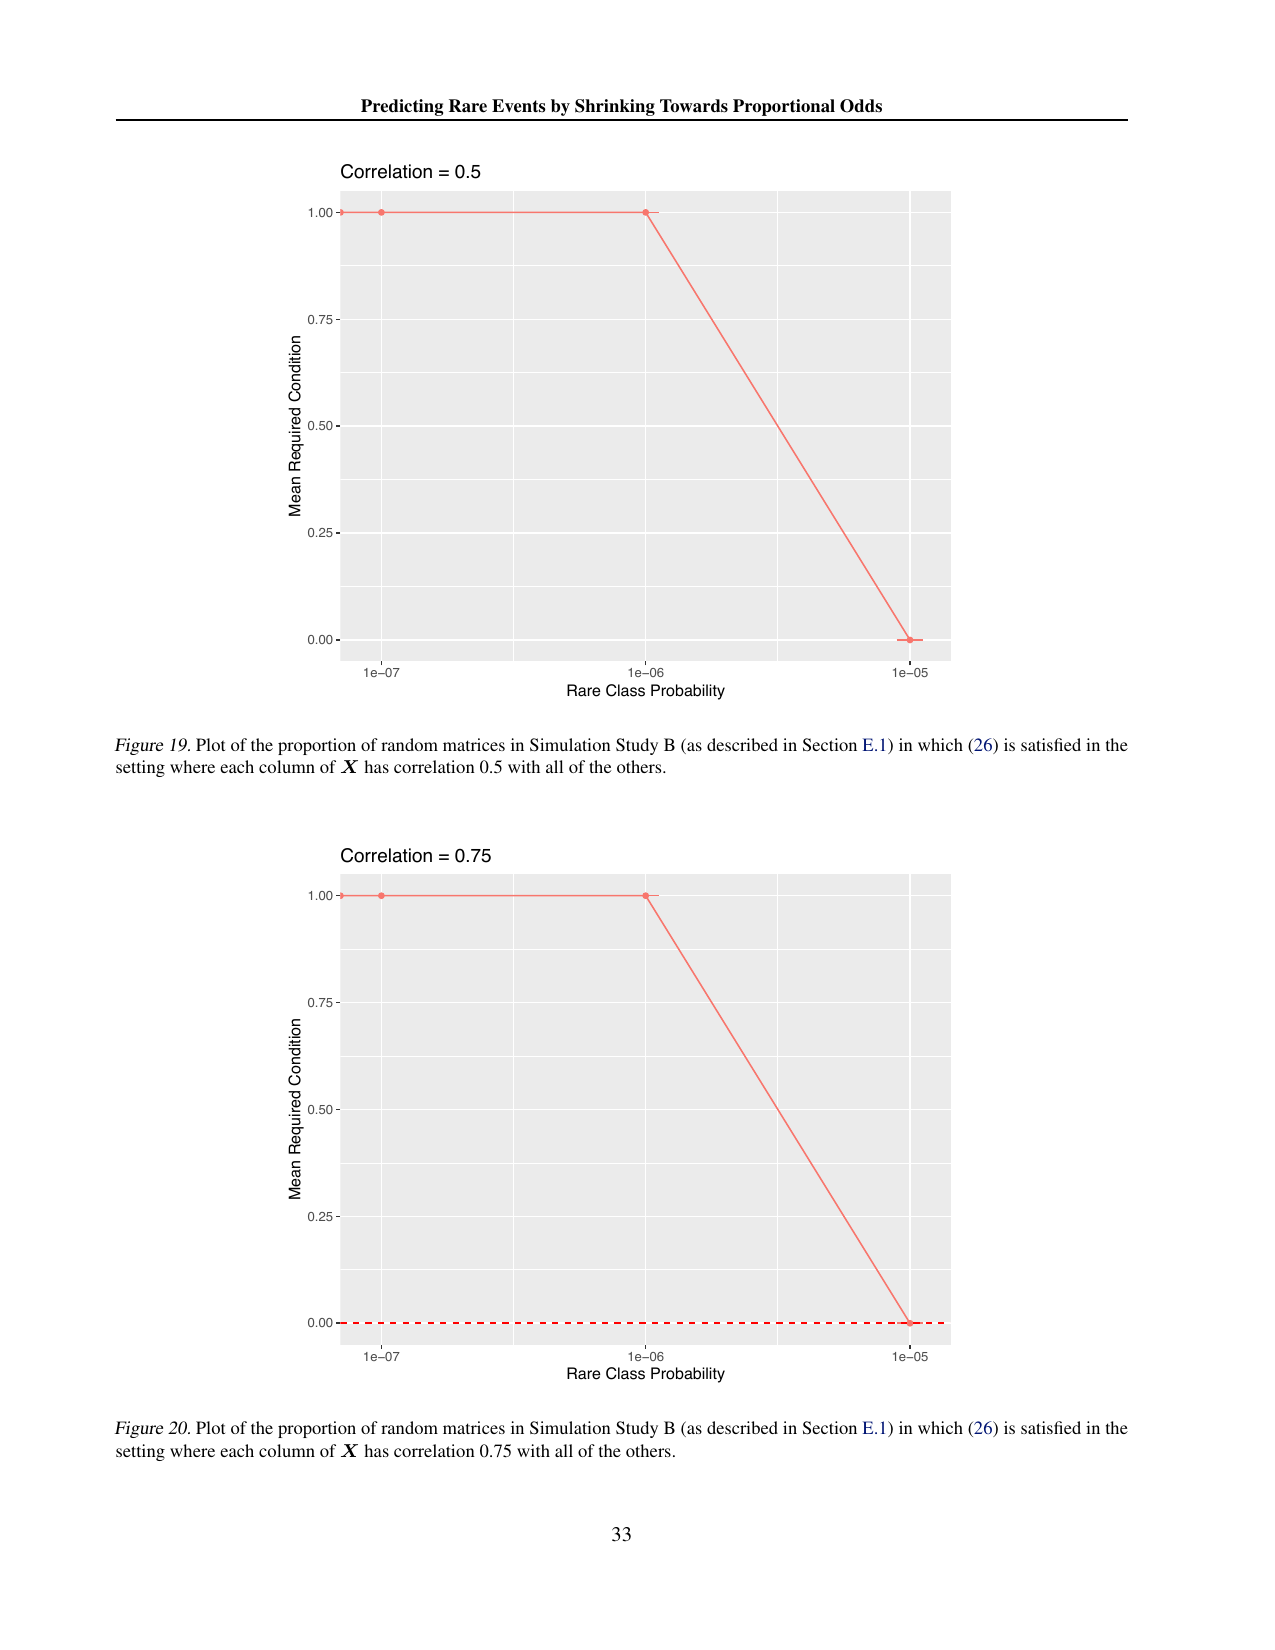 Predicting Rare Events by Shrinking Towards Proportional Odds
Correlation = 0.5
1.00
0.75
0.50
0.25
0.00
Mean Required Condition
1e−07
1e−06
1e−05
Rare Class Probability
Figure 19. Plot of the proportion of random matrices in Simulation Study B (as described in Section E.1) in which (26) is satisfied in the
setting where each column of X has correlation 0.5 with all of the others.
Correlation = 0.75
1.00
0.75
0.50
0.25
0.00
Mean Required Condition
1e−07
1e−06
1e−05
Rare Class Probability
Figure 20. Plot of the proportion of random matrices in Simulation Study B (as described in Section E.1) in which (26) is satisfied in the
setting where each column of X has correlation 0.75 with all of the others.
33